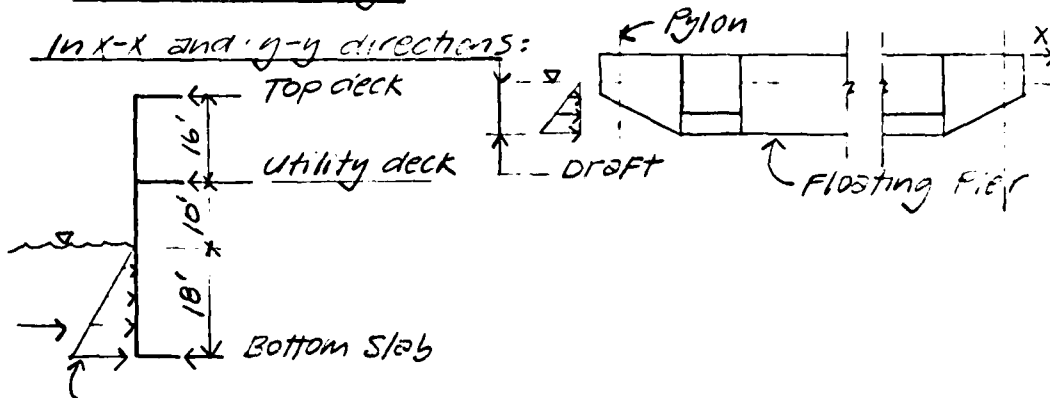 Pylon
In x-x and y-y directions:
X
Top deck
16'
Utility deck
Draft
Floating Pier
10'
18'
Bottom Slab